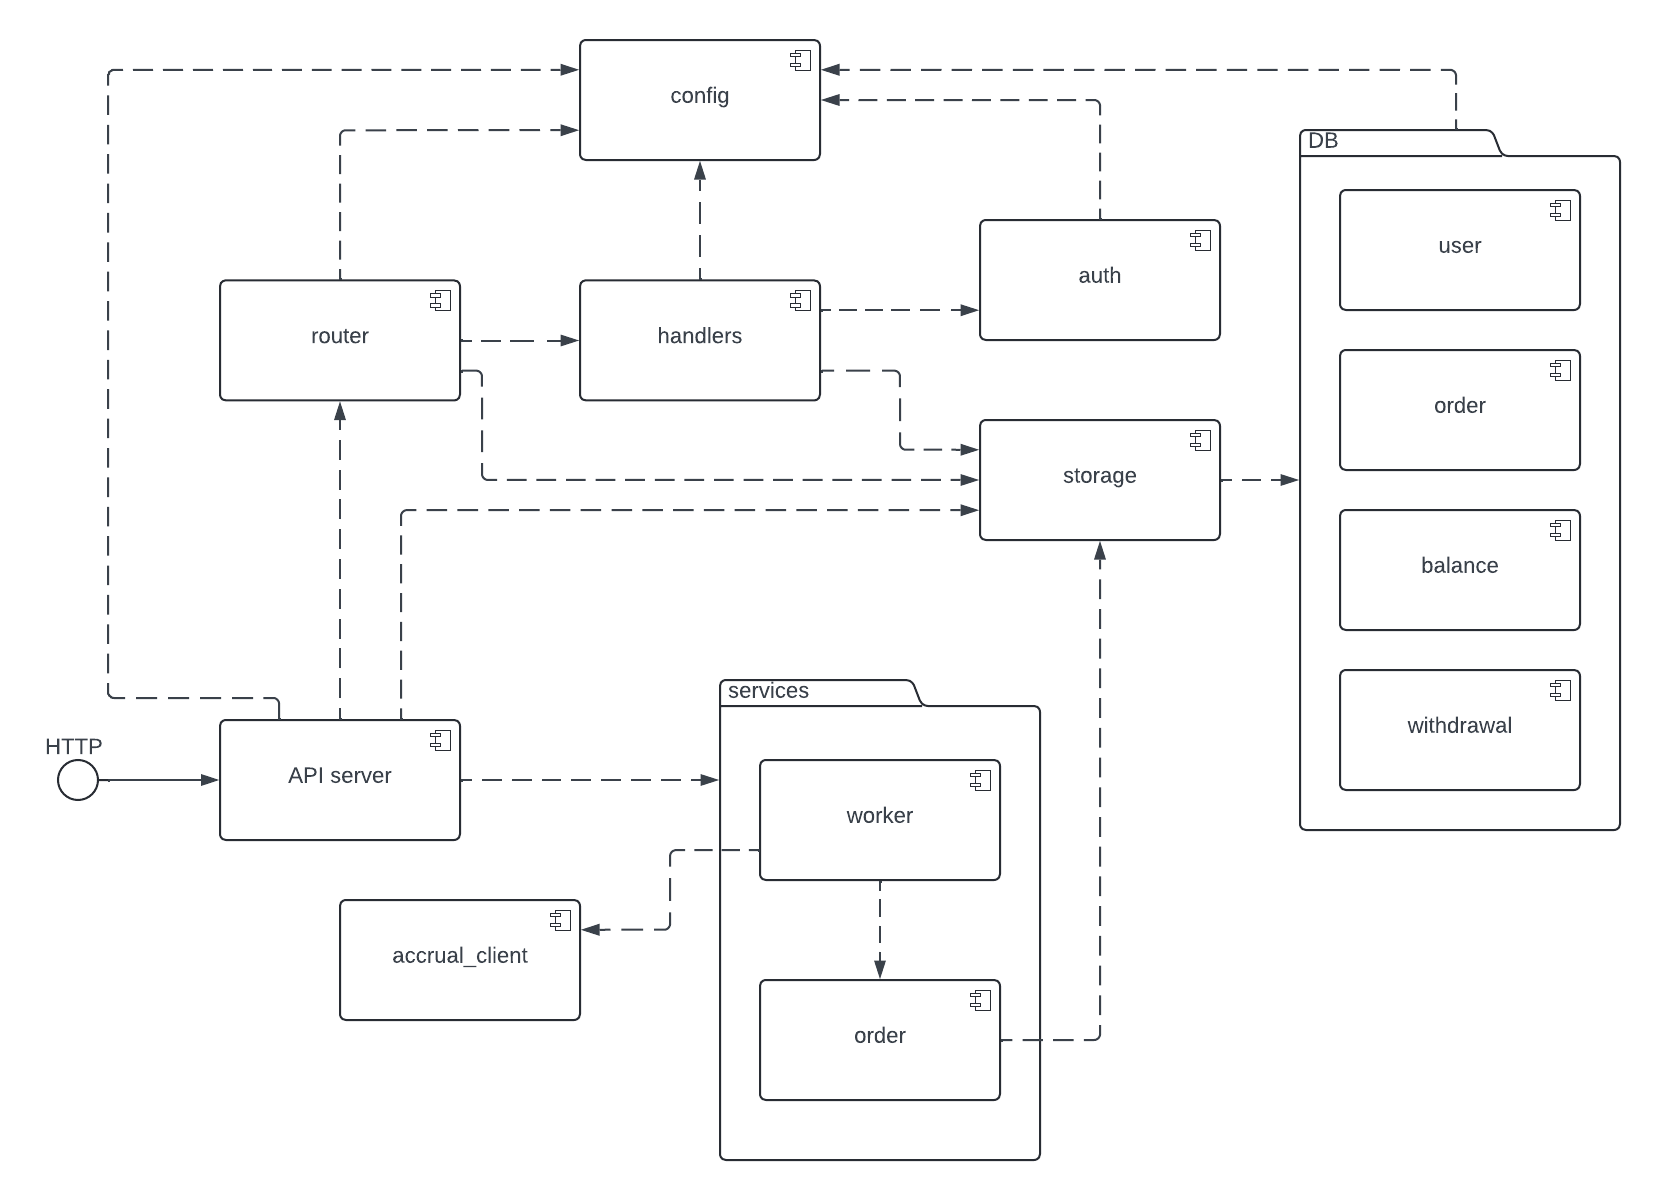 config
DB
user
auth
router
handlers
order
storage
balance
services
withdrawal
HTTP
API server
worker
accrual_client
order